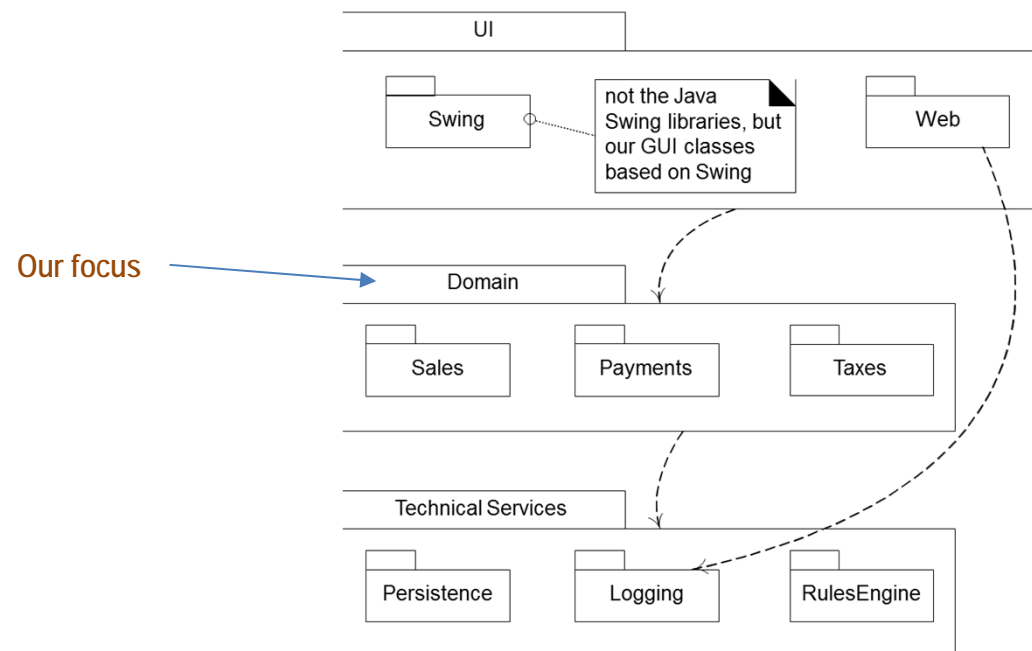 UI
Swing
not the Java
Swing libraries, but
our GUI classes
based on Swing
Web
Our focus
Domain
Sales
Payments
Taxes
Technical Services
Persistence
Logging
RulesEngine